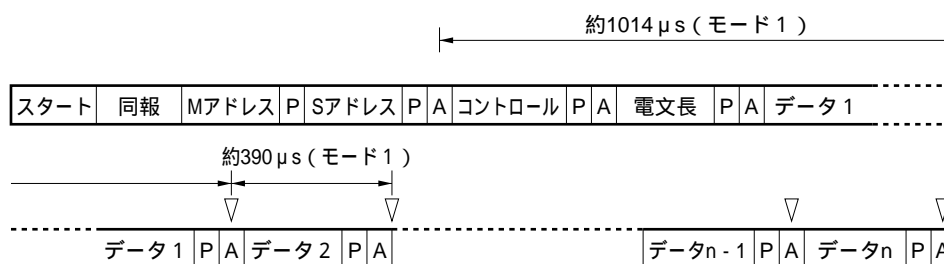 約1014μs(モード1)
スタート 同報 Mアドレス P Sアドレス P A コントロール P A 電文長 P A データ1
約390μs(モード1)
データ1 P A データ2 P A データn-1 P A データn P A